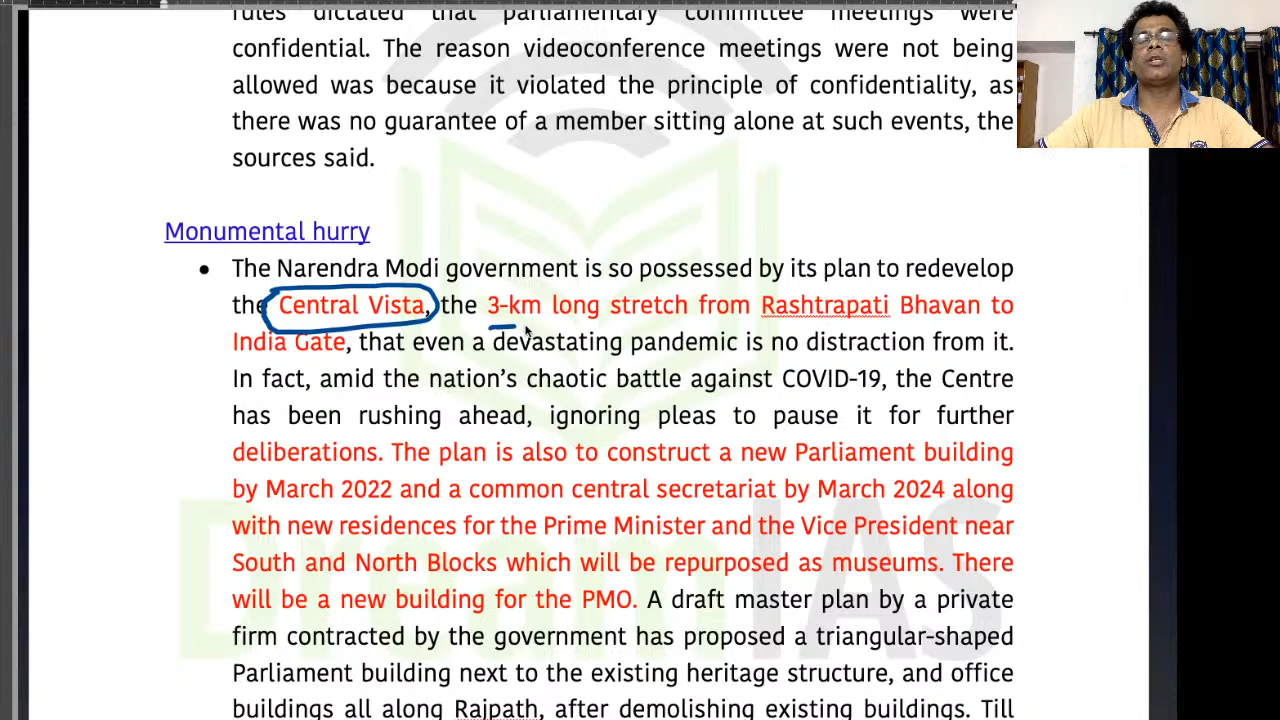 rules dictated that parliamentary committee meetings were
confidential. The reason videoconference meetings were not being
allowed was because it violated the principle of confidentiality, as
there was no guarantee of a member sitting alone at such events, the
sources said.
Monumental hurry
• The Narendra Modi government is so possessed by its plan to redevelop
the Central Vista, the 3-km long stretch from Rashtrapati Bhavan to
India Gate, that even a devastating pandemic is no distraction from it.
In fact, amid the nation's chaotic battle against COVID-19, the Centre
has been rushing ahead, ignoring pleas to pause it for further
deliberations. The plan is also to construct a new Parliament building
by March 2022 and a common central secretariat by March 2024 along
with new residences for the Prime Minister and the Vice President near
South and North Blocks which will be repurposed as museums. There
will be a new building for the PMO. A draft master plan by a private
firm contracted by the government has proposed a triangular-shaped
Parliament building next to the existing heritage structure, and office
buildings all along Rajpath, after demolishing existing buildings. Till
DreamIAS